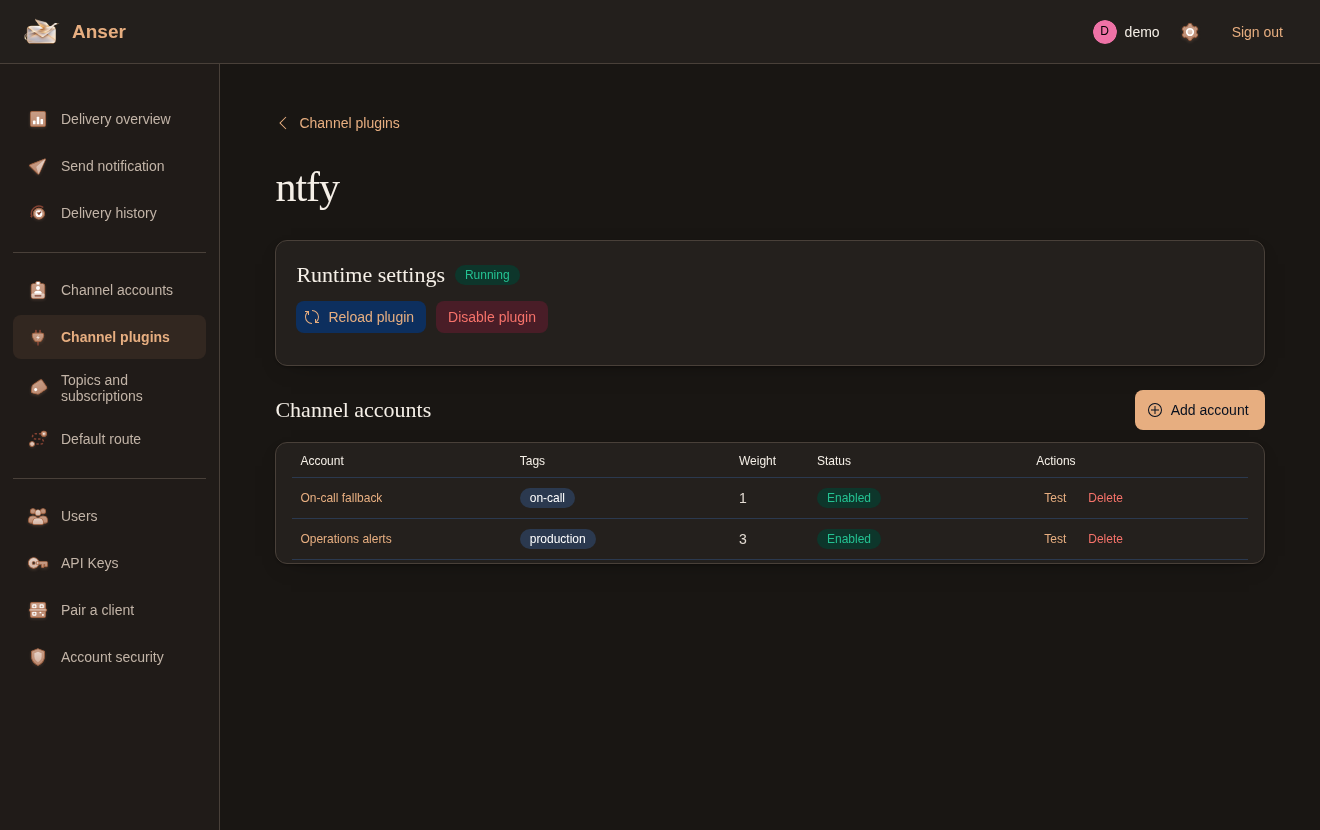 Anser
D demo
Sign out
Delivery overview
Send notification
Delivery history
Channel accounts
Channel plugins
Topics and
subscriptions
Default route
Users
API Keys
Pair a client
Account security
Channel plugins
ntfy
Runtime settings Running
Reload plugin Disable plugin
Channel accounts Add account
Account Tags Weight Status Actions
On-call fallback on-call 1 Enabled Test Delete
Operations alerts production 3 Enabled Test Delete